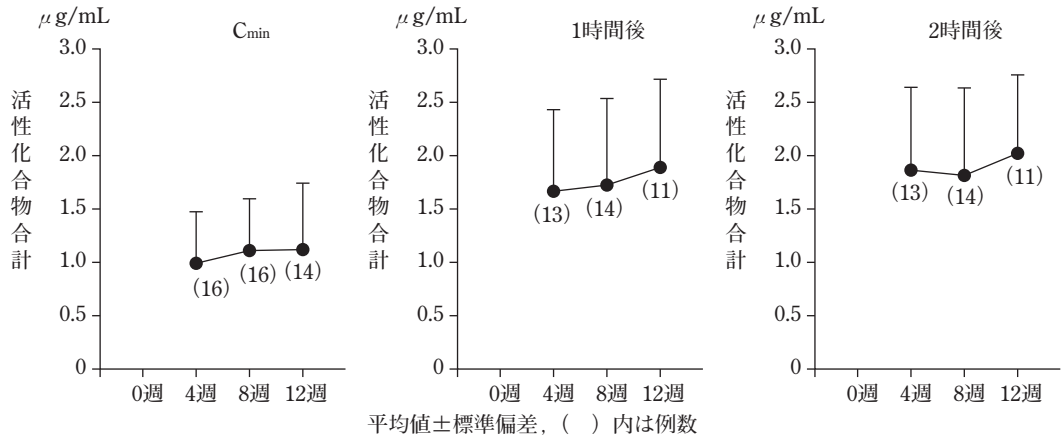 μg/mL
Cmin
3.0
2.5
2.0
1.5
1.0
0.5
0
活性化合物合計
(16)
(16)
(14)
0週 4週 8週 12週
μg/mL
1時間後
3.0
2.5
2.0
1.5
1.0
0.5
0
活性化合物合計
(13)
(14)
(11)
0週 4週 8週 12週
μg/mL
2時間後
3.0
2.5
2.0
1.5
1.0
0.5
0
活性化合物合計
(13)
(14)
(11)
0週 4週 8週 12週
平均値±標準偏差,( )内は例数